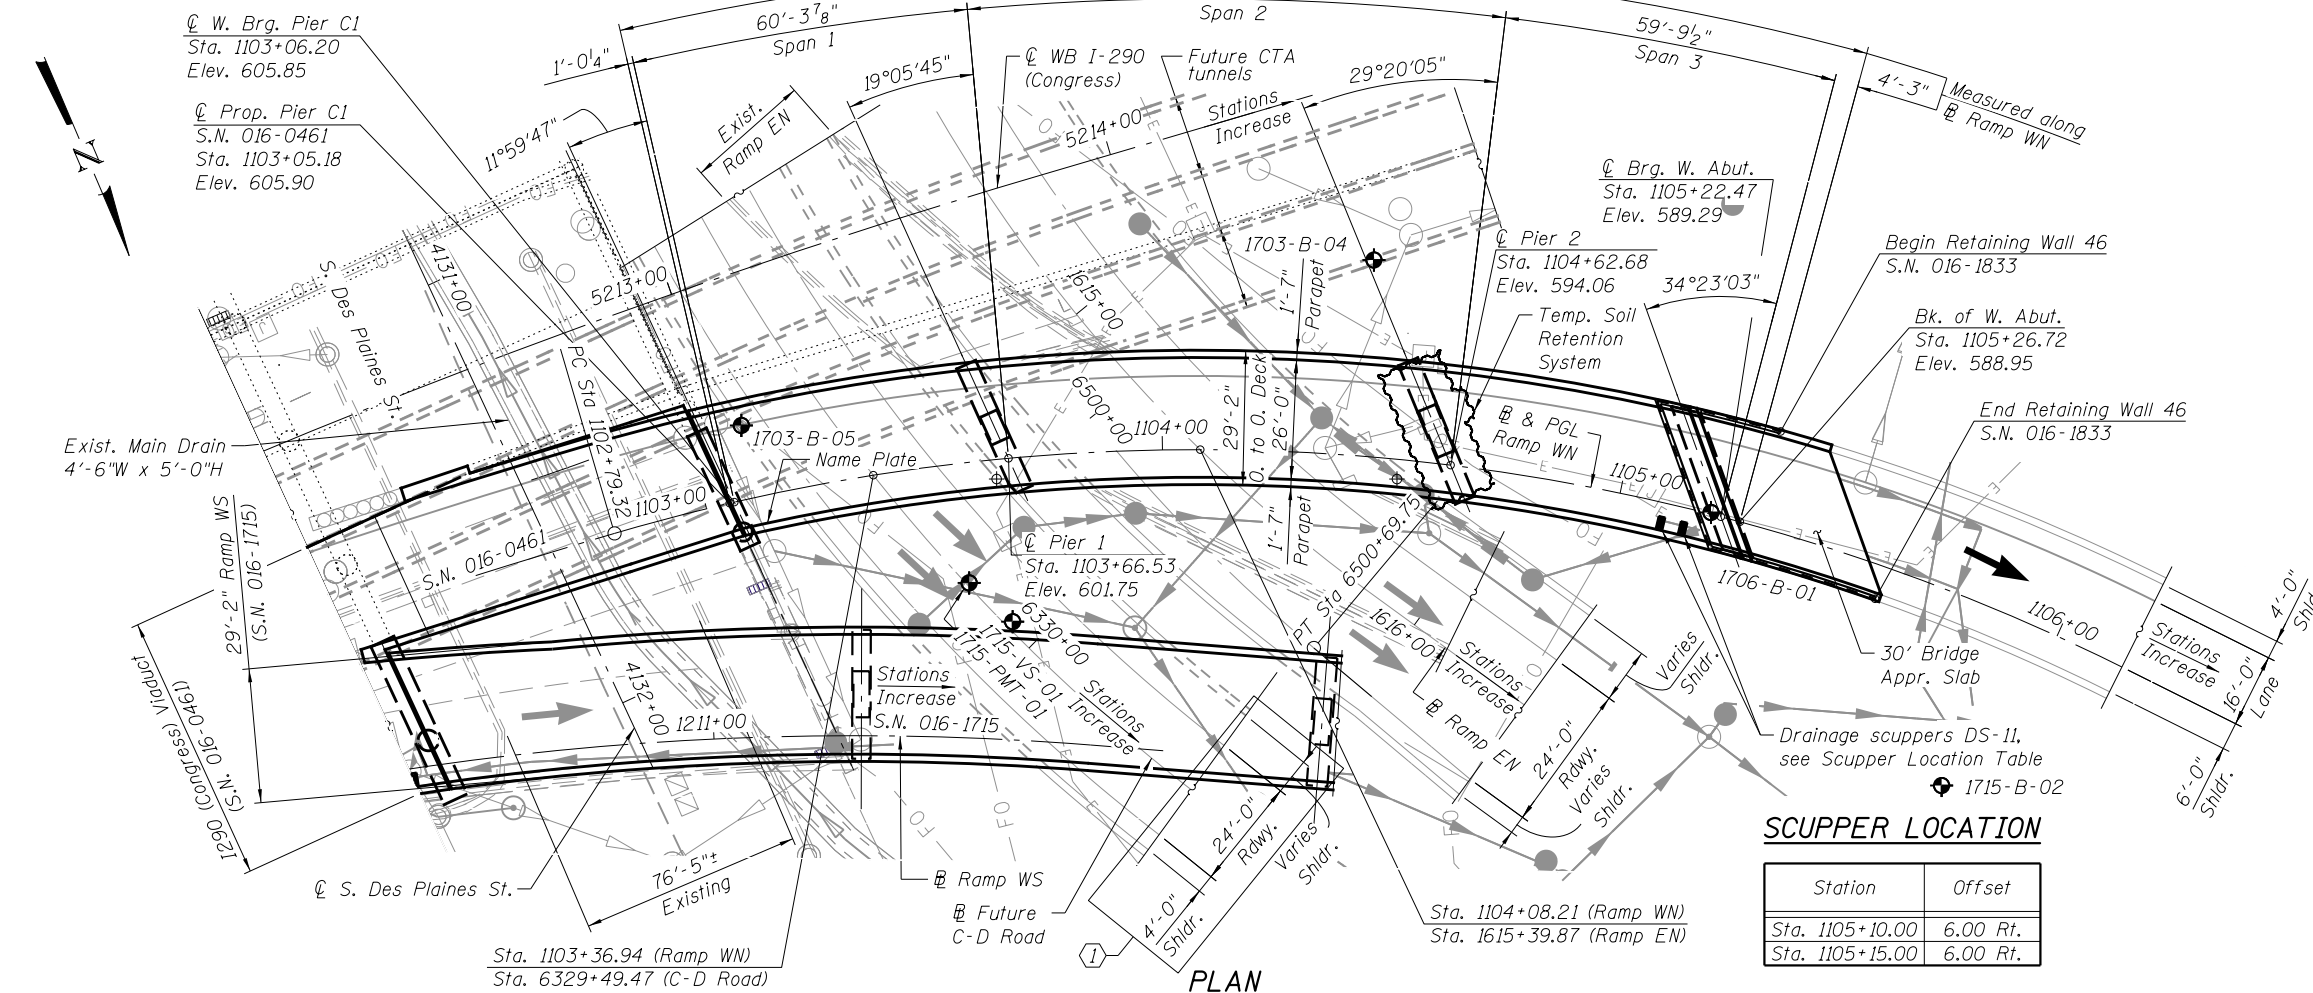 ℄ W. Brg. Pier C1
Sta. 1103+06.20
Elev. 605.85
℄ Prop. Pier C1
S.N. 016-0461
Sta. 1103+05.18
Elev. 605.90
N
60'-3⅞"
Span 1
1'-0¼"
Span 2
59'-9½"
Span 3
4'-3"
Measured along
℄ Ramp WN
11°59'47"
19°05'45"
29°20'05"
34°23'03"
Exist.
Ramp EN
℄ WB I-290
(Congress)
Future CTA
tunnels
5214+00
Stations
Increase
℄ Brg. W. Abut.
Sta. 1105+22.47
Elev. 589.29
1703-B-04
℄ Pier 2
Sta. 1104+62.68
Elev. 594.06
Begin Retaining Wall 46
S.N. 016-1833
Temp. Soil
Retention
System
Bk. of W. Abut.
Sta. 1105+26.72
Elev. 588.95
End Retaining Wall 46
S.N. 016-1833
S. Des Plaines St.
4131+00
5213+00
1615+00
PC Sta 1102+79.32
Exist. Main Drain
4'-6"W x 5'-0"H
1703-B-05
Name Plate
6500+00
1104+00
29'-2"
O. to O. Deck
26'-0"
1'-7"
Parapet
1'-7"
Parapet
℄ & PGL
Ramp WN
1105+00
1103+00
S.N. 016-0461
29'-2" Ramp WS
(S.N. 016-1715)
I290 (Congress) Viaduct
(S.N. 016-0461)
℄ Pier 1
Sta. 1103+66.53
Elev. 601.75
PT Sta 6500+69.75
1706-B-01
1106+00
Stations
Increase
4'-0"
Shld
16'-0"
Lane
6'-0"
Shldr.
30' Bridge
Appr. Slab
1616+00
Stations
Increase
Varies
Shldr.
℄ Ramp EN
24'-0"
Rdwy.
Varies
Shldr.
6330+00
1715-VS-01
1715-PMT-01
Stations
Increase
4132+00
1211+00
Stations
Increase
S.N. 016-1715
Drainage scuppers DS-11,
see Scupper Location Table
1715-B-02
℄ S. Des Plaines St.
76'-5"±
Existing
℄ Ramp WS
℄ Future
C-D Road
24'-0"
Rdwy.
Varies
Shldr.
4'-0"
Shldr.
1
Sta. 1103+36.94 (Ramp WN)
Sta. 6329+49.47 (C-D Road)
Sta. 1104+08.21 (Ramp WN)
Sta. 1615+39.87 (Ramp EN)
SCUPPER LOCATION
Station Offset
Sta. 1105+10.00 6.00 Rt.
Sta. 1105+15.00 6.00 Rt.
PLAN